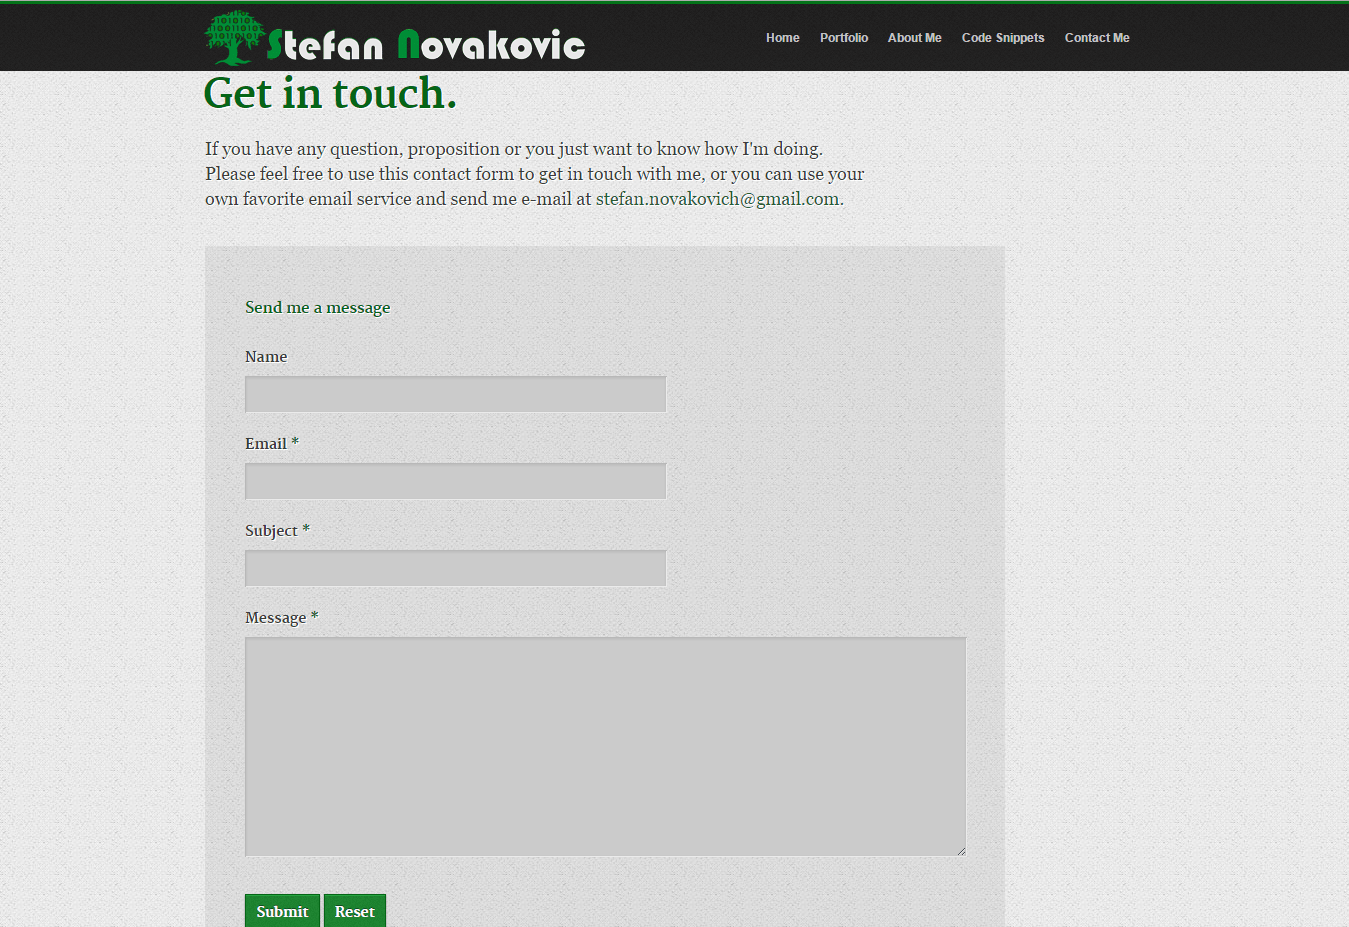 Stefan Novakovic
Home Portfolio About Me Code Snippets Contact Me
Get in touch.
If you have any question, proposition or you just want to know how I'm doing.
Please feel free to use this contact form to get in touch with me, or you can use your
own favorite email service and send me e-mail at stefan.novakovich@gmail.com.
Send me a message
Name
Email *
Subject *
Message *
Submit Reset